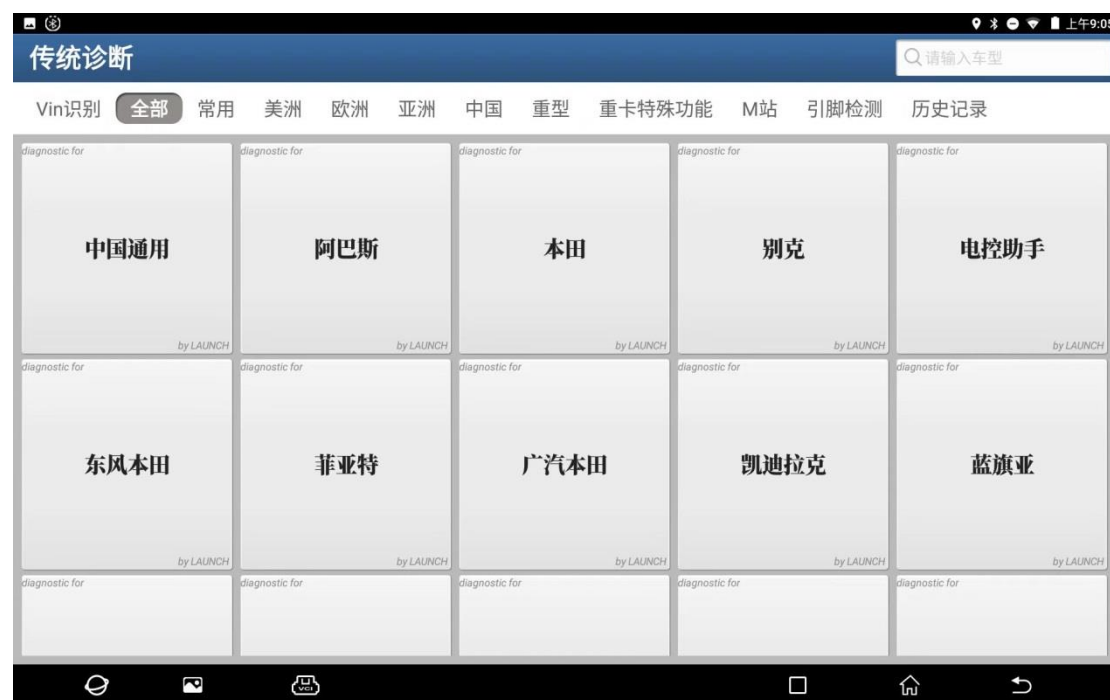 上午9:05
传统诊断
请输入车型
Vin识别 全部 常用 美洲 欧洲 亚洲 中国 重型 重卡特殊功能 M站 引脚检测 历史记录
diagnostic for diagnostic for diagnostic for diagnostic for diagnostic for
中国通用 阿巴斯 本田 别克 电控助手
by LAUNCH by LAUNCH by LAUNCH by LAUNCH by LAUNCH
diagnostic for diagnostic for diagnostic for diagnostic for diagnostic for
东风本田 菲亚特 广汽本田 凯迪拉克 蓝旗亚
by LAUNCH by LAUNCH by LAUNCH by LAUNCH by LAUNCH
diagnostic for diagnostic for diagnostic for diagnostic for diagnostic for
VCI